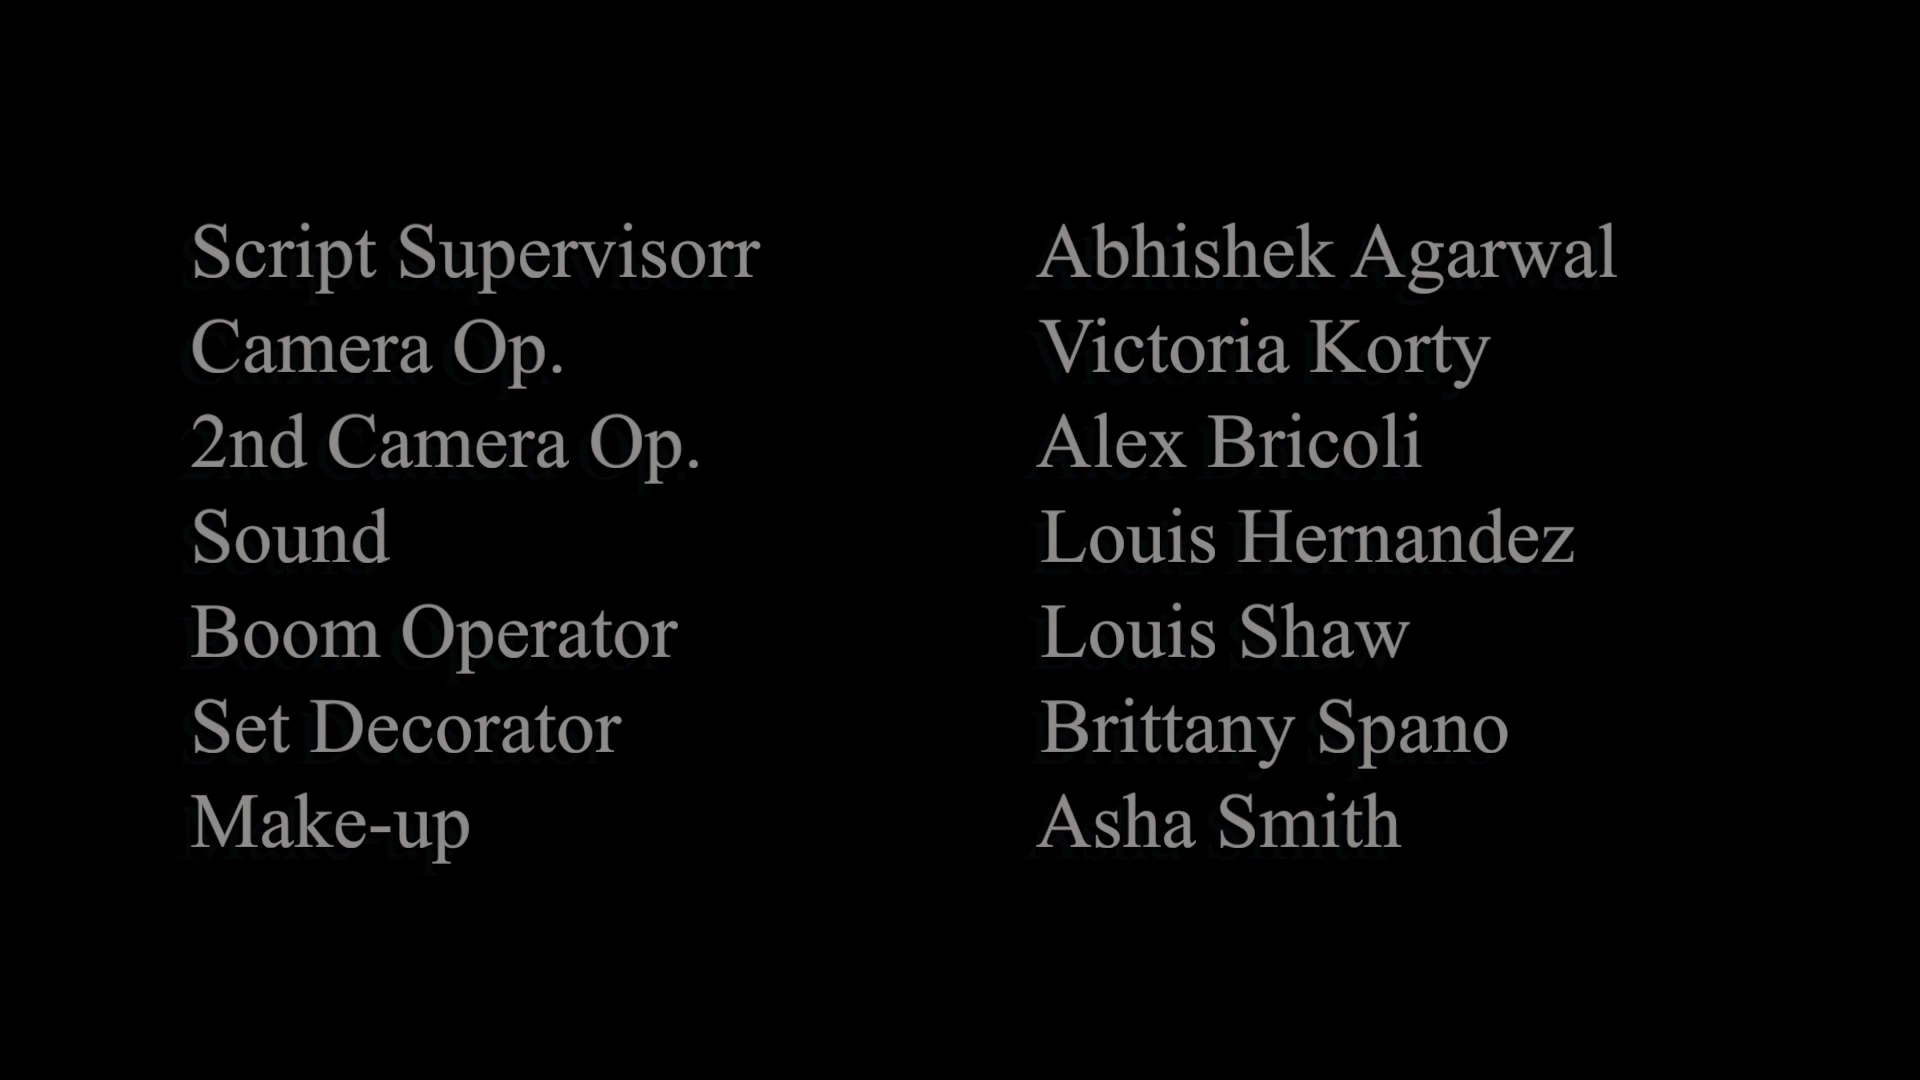 Script Supervisorr Abhishek Agarwal
Camera Op. Victoria Korty
2nd Camera Op. Alex Bricoli
Sound Louis Hernandez
Boom Operator Louis Shaw
Set Decorator Brittany Spano
Make-up Asha Smith